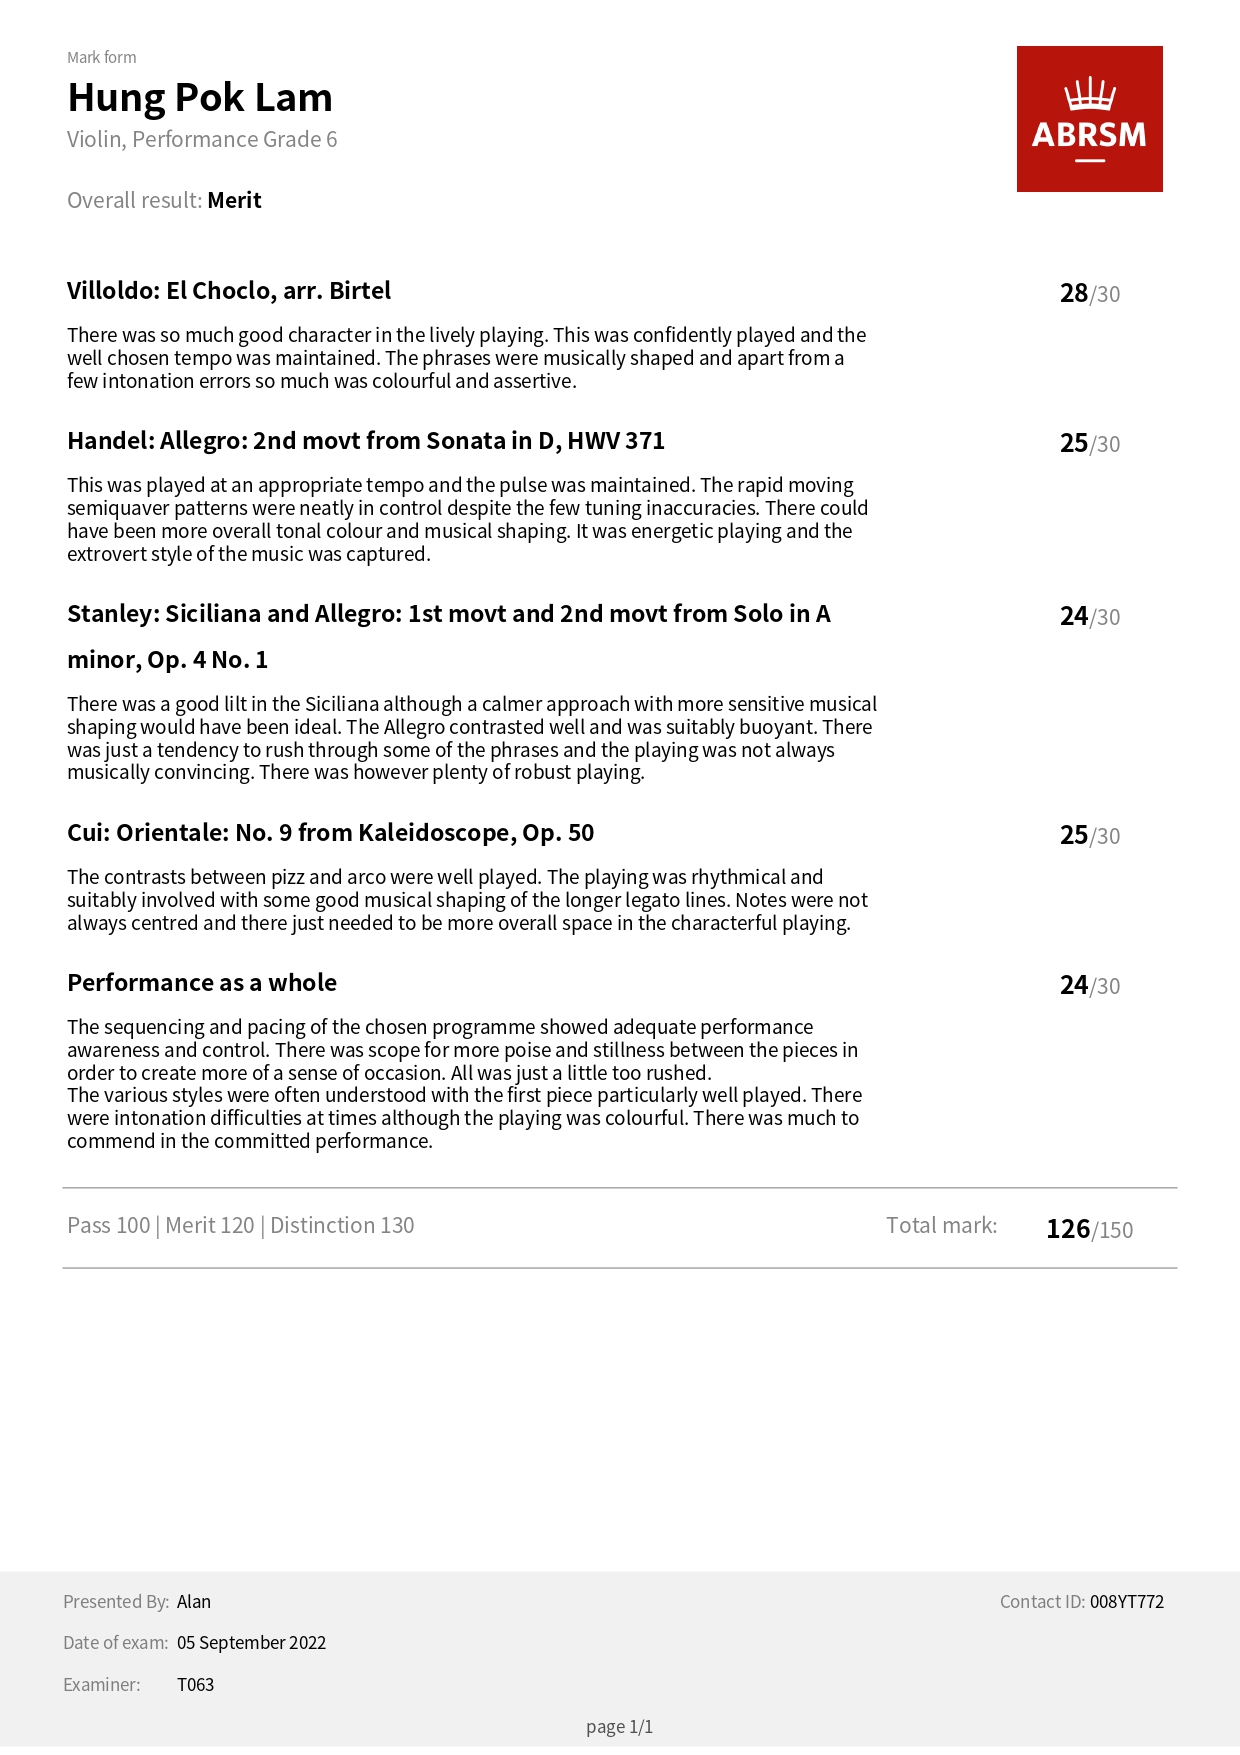 Mark form
Hung Pok Lam
Violin, Performance Grade 6
ABRSM
Overall result: Merit
Villoldo: El Choclo, arr. Birtel 28/30
There was so much good character in the lively playing. This was confidently played and the
well chosen tempo was maintained. The phrases were musically shaped and apart from a
few intonation errors so much was colourful and assertive.
Handel: Allegro: 2nd movt from Sonata in D, HWV 371 25/30
This was played at an appropriate tempo and the pulse was maintained. The rapid moving
semiquaver patterns were neatly in control despite the few tuning inaccuracies. There could
have been more overall tonal colour and musical shaping. It was energetic playing and the
extrovert style of the music was captured.
Stanley: Siciliana and Allegro: 1st movt and 2nd movt from Solo in A 24/30
minor, Op. 4 No. 1
There was a good lilt in the Siciliana although a calmer approach with more sensitive musical
shaping would have been ideal. The Allegro contrasted well and was suitably buoyant. There
was just a tendency to rush through some of the phrases and the playing was not always
musically convincing. There was however plenty of robust playing.
Cui: Orientale: No. 9 from Kaleidoscope, Op. 50 25/30
The contrasts between pizz and arco were well played. The playing was rhythmical and
suitably involved with some good musical shaping of the longer legato lines. Notes were not
always centred and there just needed to be more overall space in the characterful playing.
Performance as a whole 24/30
The sequencing and pacing of the chosen programme showed adequate performance
awareness and control. There was scope for more poise and stillness between the pieces in
order to create more of a sense of occasion. All was just a little too rushed.
The various styles were often understood with the first piece particularly well played. There
were intonation difficulties at times although the playing was colourful. There was much to
commend in the committed performance.
Pass 100 | Merit 120 | Distinction 130 Total mark: 126/150
Presented By: Alan Contact ID: 008YT772
Date of exam: 05 September 2022
Examiner: T063
page 1/1